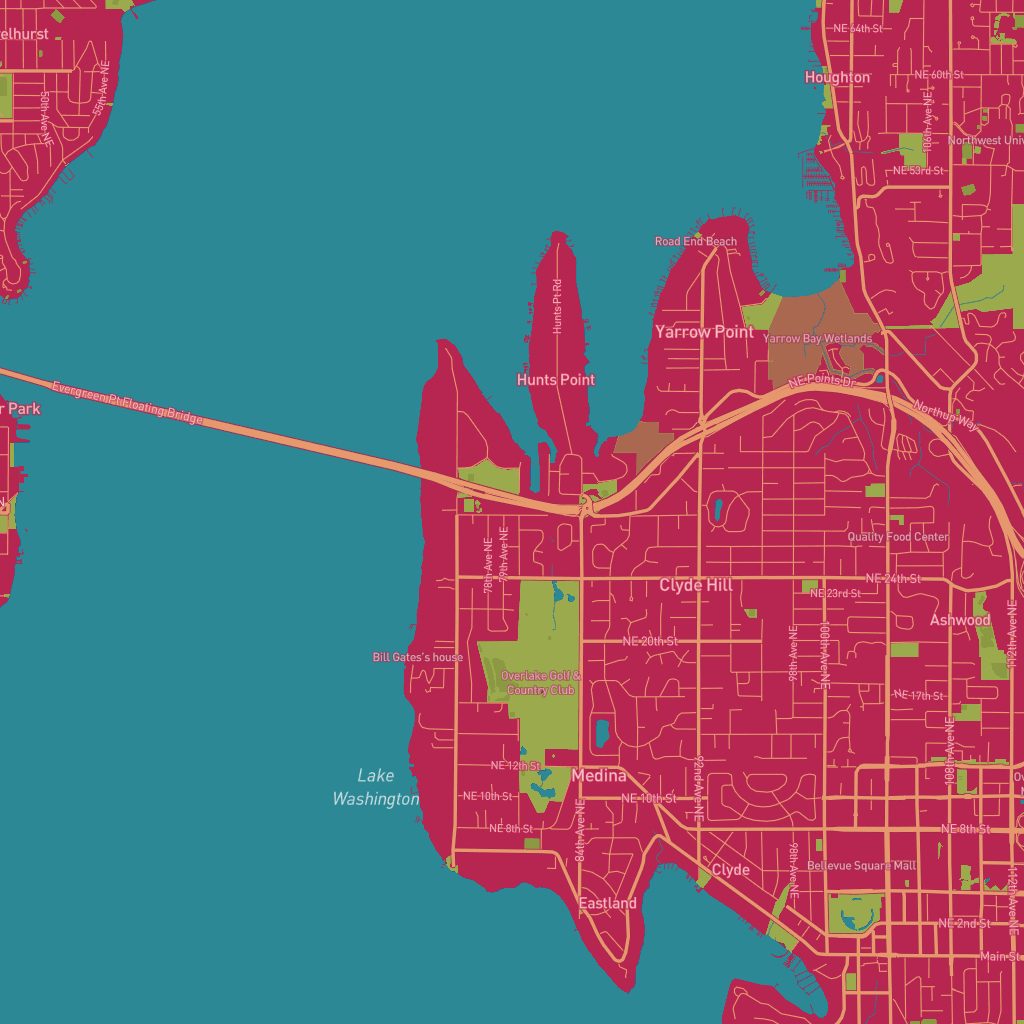 NE 64th St
elhurst
Houghton
NE 60th St
55th Ave NE
50th Ave NE
106th Ave NE
Northwest Univ
NE 53rd St
Road End Beach
Hunts Pt Rd
Yarrow Point
Yarrow Bay Wetlands
Hunts Point
NE Points Dr
Evergreen Pt Floating Bridge
r Park
Northup Way
Quality Food Center
78th Ave NE
79th Ave NE
NE 24th St
Clyde Hill
NE 23rd St
Ashwood
112th Ave NE
NE 20th St
98th Ave NE
100th Ave NE
Bill Gates's house
Overlake Golf &
Country Club
NE 17th St
108th Ave NE
NE 12th St
Medina
Lake
Washington
NE 10th St
NE 10th St
92nd Ave NE
NE 8th St
84th Ave NE
NE 8th St
Clyde
98th Ave NE
Bellevue Square Mall
112th Ave NE
Eastland
NE 2nd St
Main St